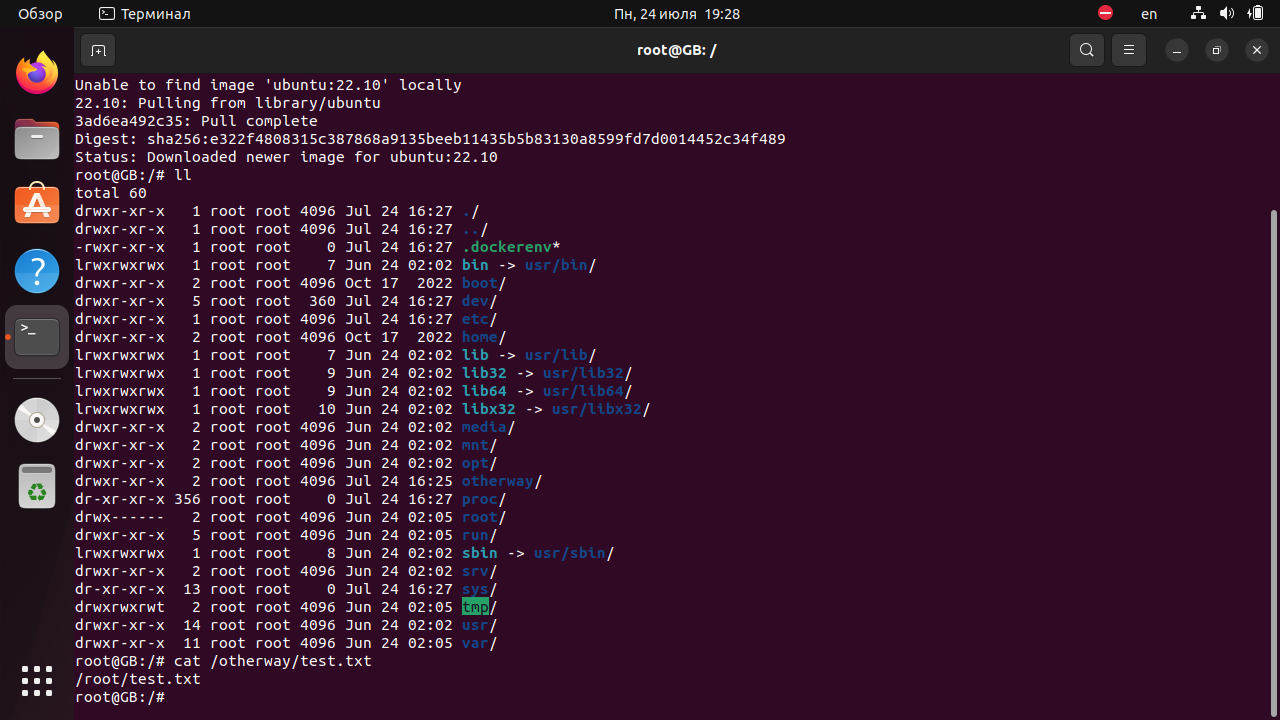 Обзор
Терминал
Пн, 24 июля 19:28
en
root@GB: /
Unable to find image 'ubuntu:22.10' locally
22.10: Pulling from library/ubuntu
3ad6ea492c35: Pull complete
Digest: sha256:e322f4808315c387868a9135beeb11435b5b83130a8599fd7d0014452c34f489
Status: Downloaded newer image for ubuntu:22.10
root@GB:/# ll
total 60
drwxr-xr-x   1 root root 4096 Jul 24 16:27 ./
drwxr-xr-x   1 root root 4096 Jul 24 16:27 ../
-rwxr-xr-x   1 root root    0 Jul 24 16:27 .dockerenv*
lrwxrwxrwx   1 root root    7 Jun 24 02:02 bin -> usr/bin/
drwxr-xr-x   2 root root 4096 Oct 17  2022 boot/
drwxr-xr-x   5 root root  360 Jul 24 16:27 dev/
drwxr-xr-x   1 root root 4096 Jul 24 16:27 etc/
drwxr-xr-x   2 root root 4096 Oct 17  2022 home/
lrwxrwxrwx   1 root root    7 Jun 24 02:02 lib -> usr/lib/
lrwxrwxrwx   1 root root    9 Jun 24 02:02 lib32 -> usr/lib32/
lrwxrwxrwx   1 root root    9 Jun 24 02:02 lib64 -> usr/lib64/
lrwxrwxrwx   1 root root   10 Jun 24 02:02 libx32 -> usr/libx32/
drwxr-xr-x   2 root root 4096 Jun 24 02:02 media/
drwxr-xr-x   2 root root 4096 Jun 24 02:02 mnt/
drwxr-xr-x   2 root root 4096 Jun 24 02:02 opt/
drwxr-xr-x   2 root root 4096 Jul 24 16:25 otherway/
dr-xr-xr-x 356 root root    0 Jul 24 16:27 proc/
drwx------   2 root root 4096 Jun 24 02:05 root/
drwxr-xr-x   5 root root 4096 Jun 24 02:05 run/
lrwxrwxrwx   1 root root    8 Jun 24 02:02 sbin -> usr/sbin/
drwxr-xr-x   2 root root 4096 Jun 24 02:02 srv/
dr-xr-xr-x  13 root root    0 Jul 24 16:27 sys/
drwxrwxrwt   2 root root 4096 Jun 24 02:05 tmp/
drwxr-xr-x  14 root root 4096 Jun 24 02:02 usr/
drwxr-xr-x  11 root root 4096 Jun 24 02:05 var/
root@GB:/# cat /otherway/test.txt
/root/test.txt
root@GB:/#